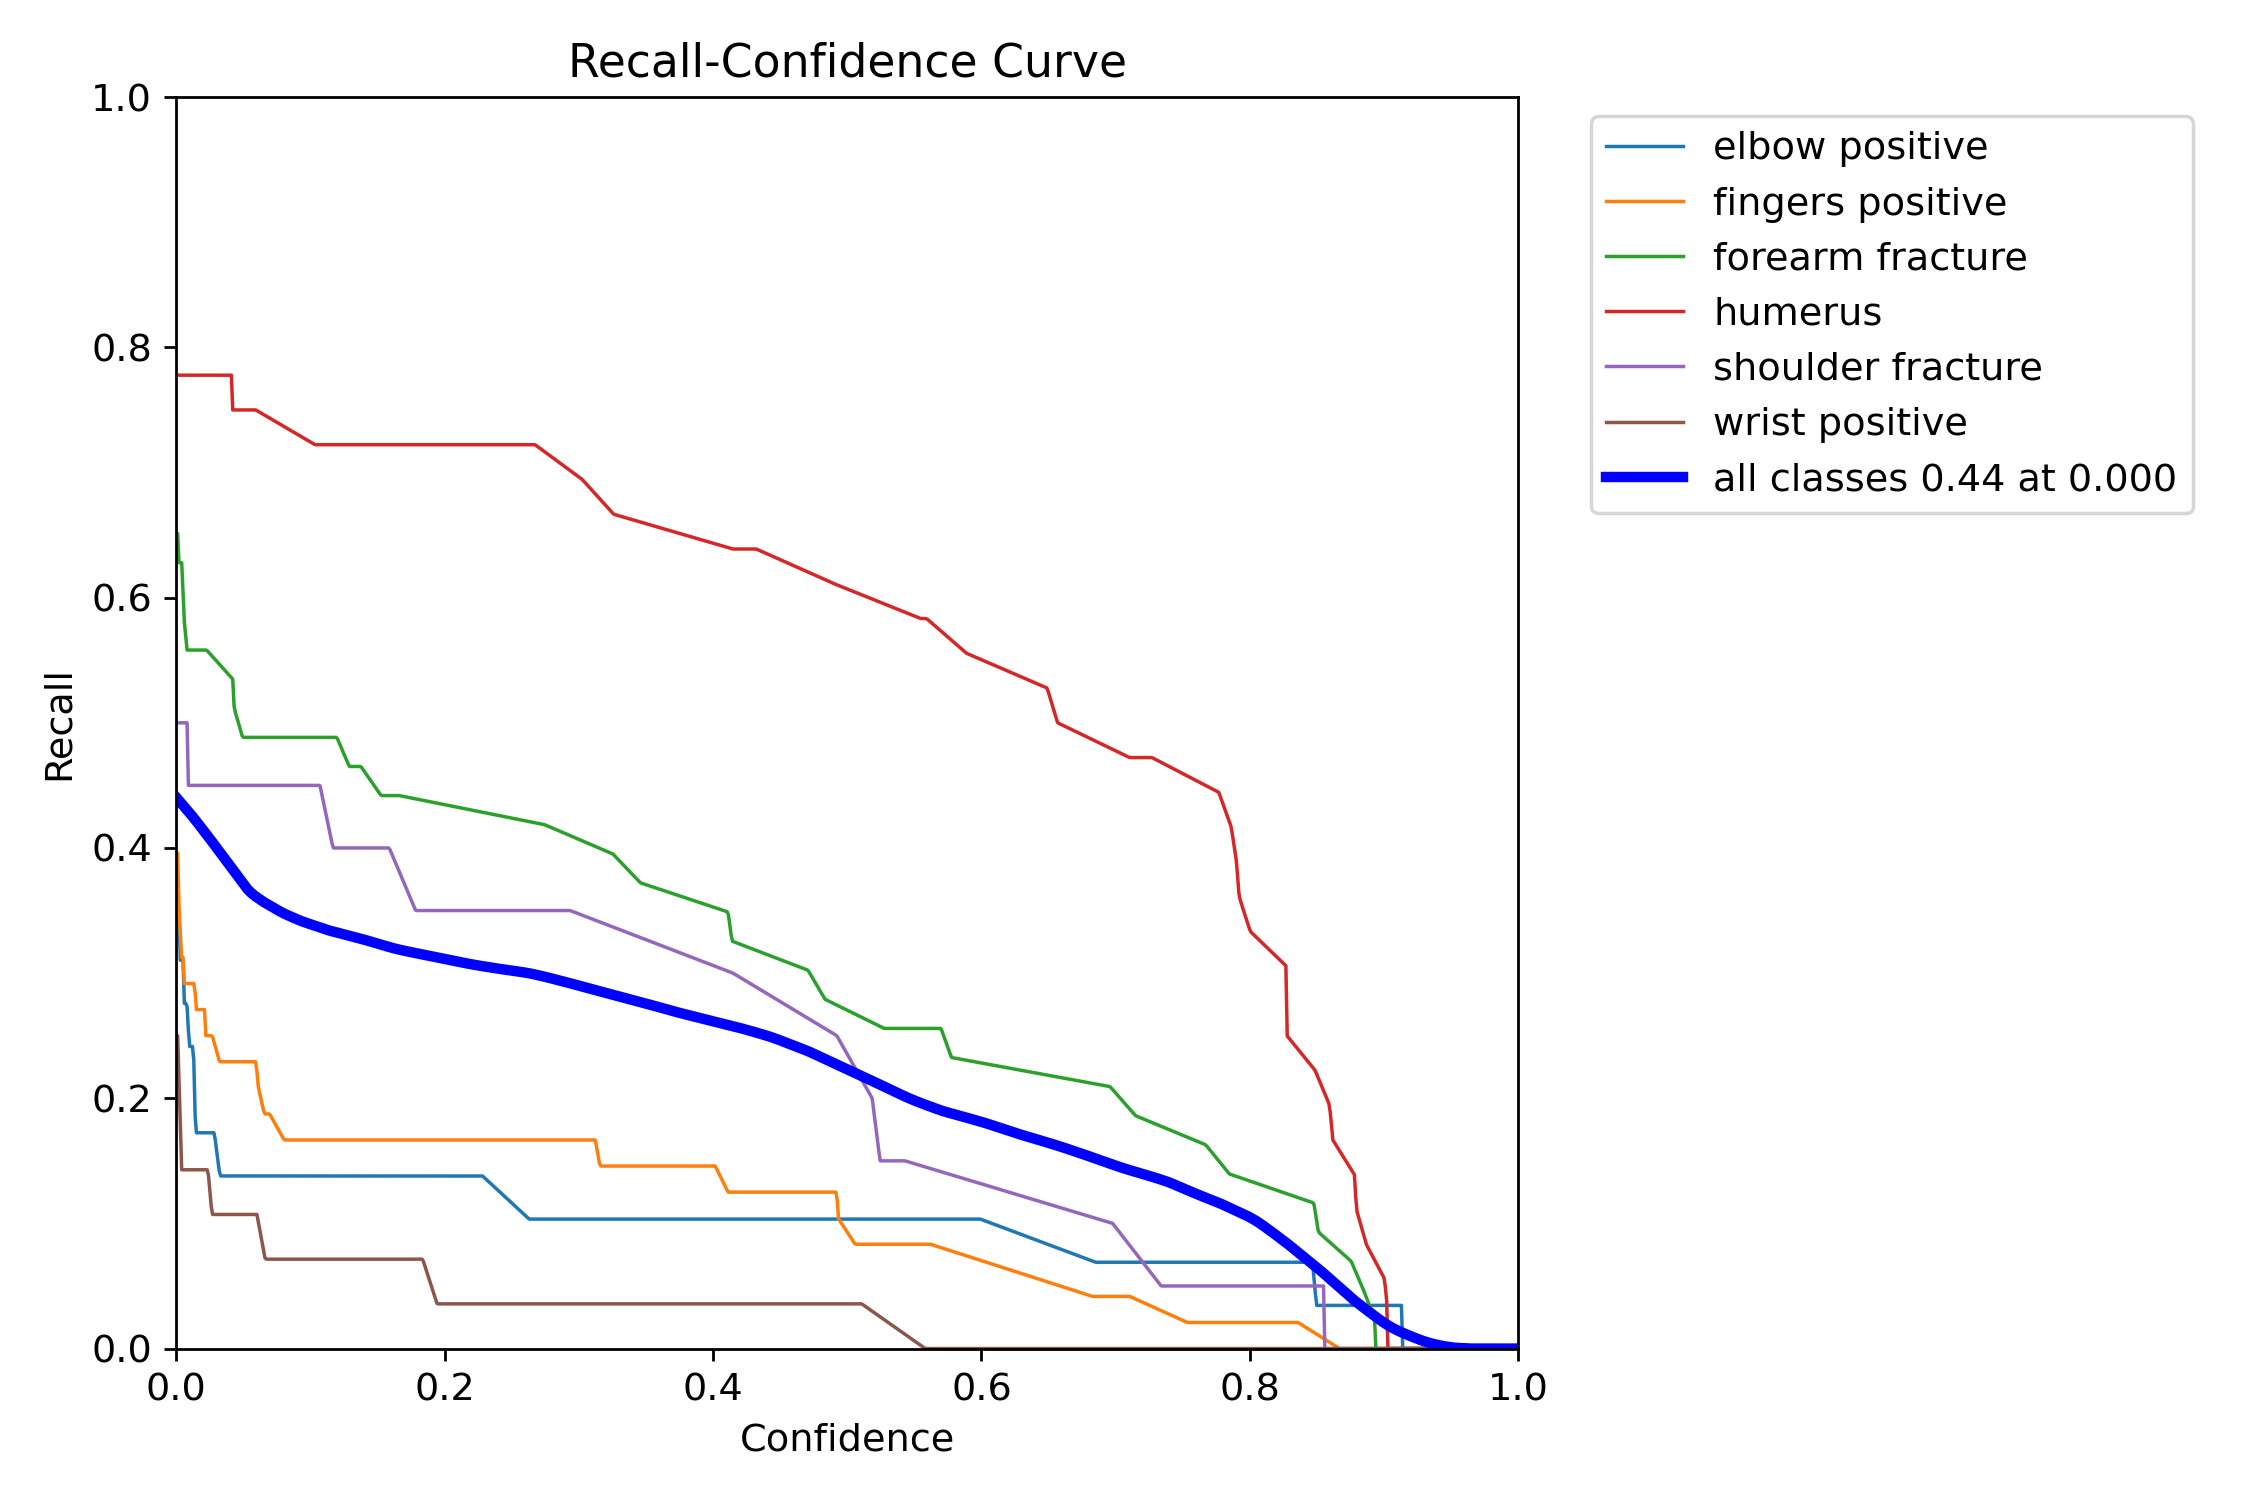 Recall-Confidence Curve
1.0
0.8
0.6
0.4
0.2
0.0
Recall
0.0 0.2 0.4 0.6 0.8 1.0
Confidence
elbow positive
fingers positive
forearm fracture
humerus
shoulder fracture
wrist positive
all classes 0.44 at 0.000